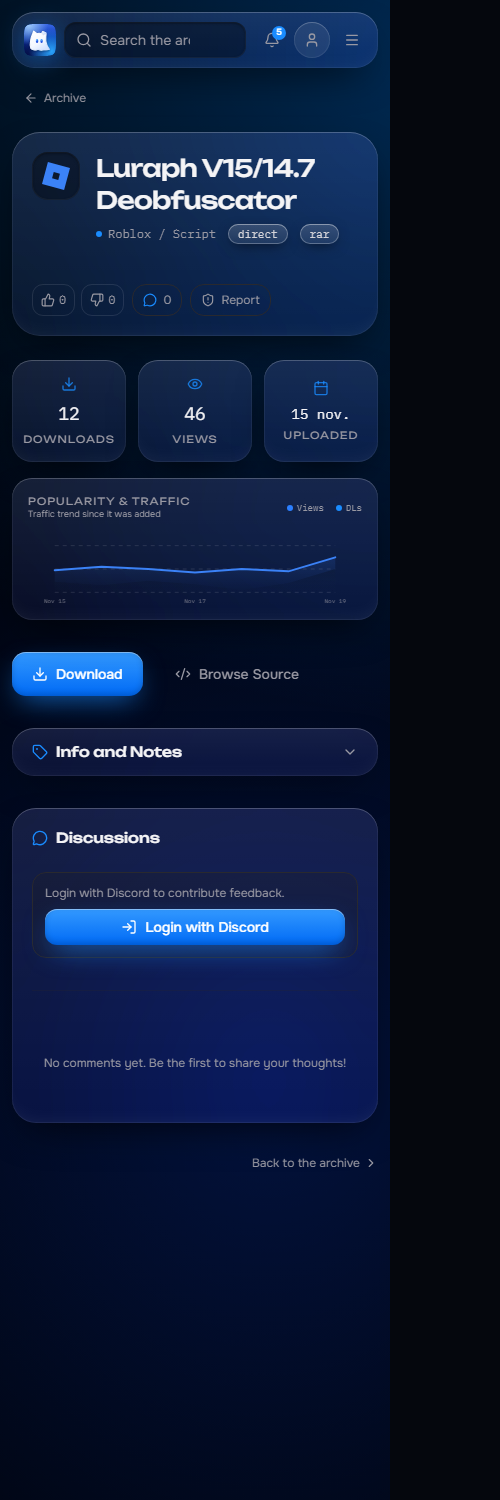 Search the arc
5
Archive
Luraph V15/14.7
Deobfuscator
Roblox / Script direct rar
0 0 0 Report
12 46 15 nov.
DOWNLOADS VIEWS UPLOADED
POPULARITY & TRAFFIC
Traffic trend since it was added
Views DLs
Nov 15 Nov 17 Nov 19
Download Browse Source
Info and Notes
Discussions
Login with Discord to contribute feedback.
Login with Discord
No comments yet. Be the first to share your thoughts!
Back to the archive